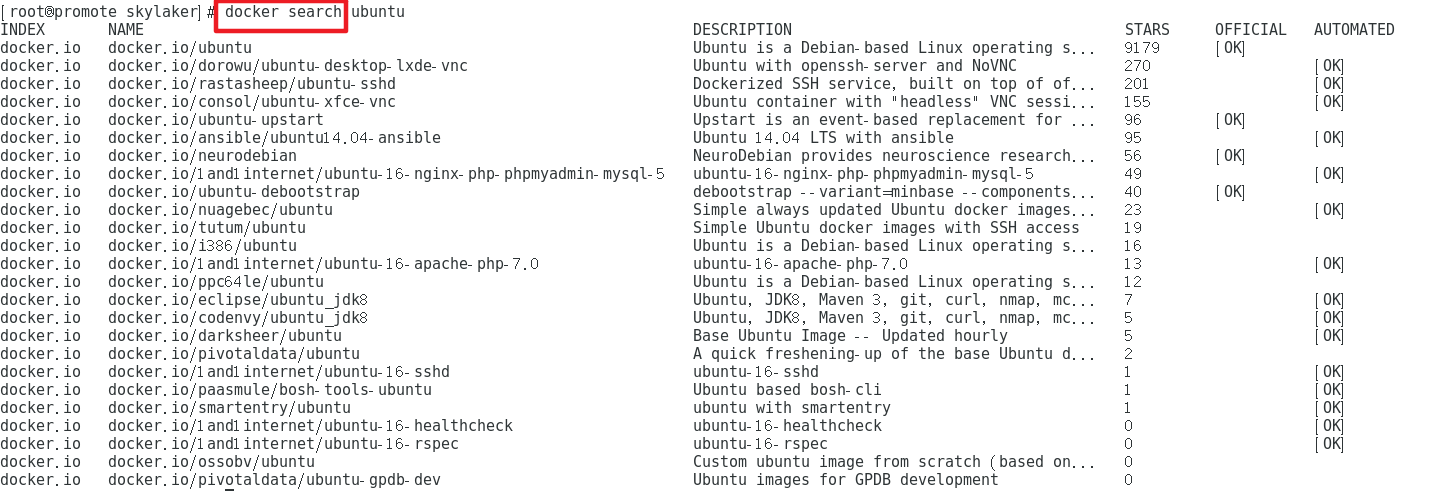 [root@promote skylaker]# docker search ubuntu
INDEX NAME DESCRIPTION STARS OFFICIAL AUTOMATED
docker.io docker.io/ubuntu Ubuntu is a Debian-based Linux operating s... 9179 [OK]
docker.io docker.io/dorowu/ubuntu-desktop-lxde-vnc Ubuntu with openssh-server and NoVNC 270 [OK]
docker.io docker.io/rastasheep/ubuntu-sshd Dockerized SSH service, built on top of of... 201 [OK]
docker.io docker.io/consol/ubuntu-xfce-vnc Ubuntu container with "headless" VNC sessi... 155 [OK]
docker.io docker.io/ubuntu-upstart Upstart is an event-based replacement for ... 96 [OK]
docker.io docker.io/ansible/ubuntu14.04-ansible Ubuntu 14.04 LTS with ansible 95 [OK]
docker.io docker.io/neurodebian NeuroDebian provides neuroscience research... 56 [OK]
docker.io docker.io/1and1internet/ubuntu-16-nginx-php-phpmyadmin-mysql-5 ubuntu-16-nginx-php-phpmyadmin-mysql-5 49 [OK]
docker.io docker.io/ubuntu-debootstrap debootstrap --variant=minbase --components... 40 [OK]
docker.io docker.io/nuagebec/ubuntu Simple always updated Ubuntu docker images... 23 [OK]
docker.io docker.io/tutum/ubuntu Simple Ubuntu docker images with SSH access 19
docker.io docker.io/i386/ubuntu Ubuntu is a Debian-based Linux operating s... 16
docker.io docker.io/1and1internet/ubuntu-16-apache-php-7.0 ubuntu-16-apache-php-7.0 13 [OK]
docker.io docker.io/ppc64le/ubuntu Ubuntu is a Debian-based Linux operating s... 12
docker.io docker.io/eclipse/ubuntu_jdk8 Ubuntu, JDK8, Maven 3, git, curl, nmap, mc... 7 [OK]
docker.io docker.io/codenvy/ubuntu_jdk8 Ubuntu, JDK8, Maven 3, git, curl, nmap, mc... 5 [OK]
docker.io docker.io/darksheer/ubuntu Base Ubuntu Image -- Updated hourly 5 [OK]
docker.io docker.io/pivotaldata/ubuntu A quick freshening-up of the base Ubuntu d... 2
docker.io docker.io/1and1internet/ubuntu-16-sshd ubuntu-16-sshd 1 [OK]
docker.io docker.io/paasmule/bosh-tools-ubuntu Ubuntu based bosh-cli 1 [OK]
docker.io docker.io/smartentry/ubuntu ubuntu with smartentry 1 [OK]
docker.io docker.io/1and1internet/ubuntu-16-healthcheck ubuntu-16-healthcheck 0 [OK]
docker.io docker.io/1and1internet/ubuntu-16-rspec ubuntu-16-rspec 0 [OK]
docker.io docker.io/ossobv/ubuntu Custom ubuntu image from scratch (based on... 0
docker.io docker.io/pivotaldata/ubuntu-gpdb-dev Ubuntu images for GPDB development 0